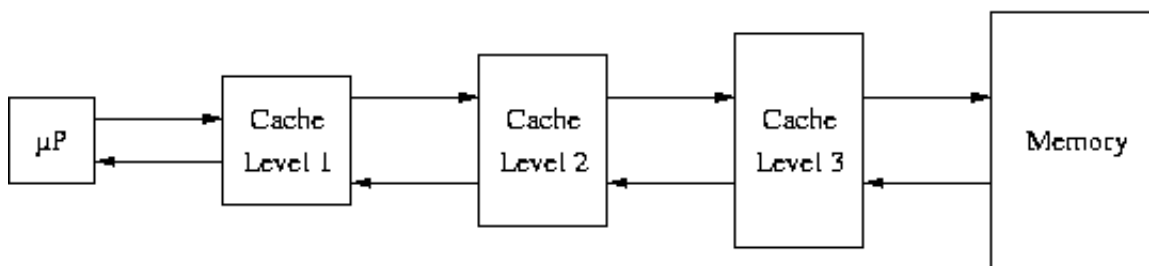 μP
Cache
Level 1
Cache
Level 2
Cache
Level 3
Memory